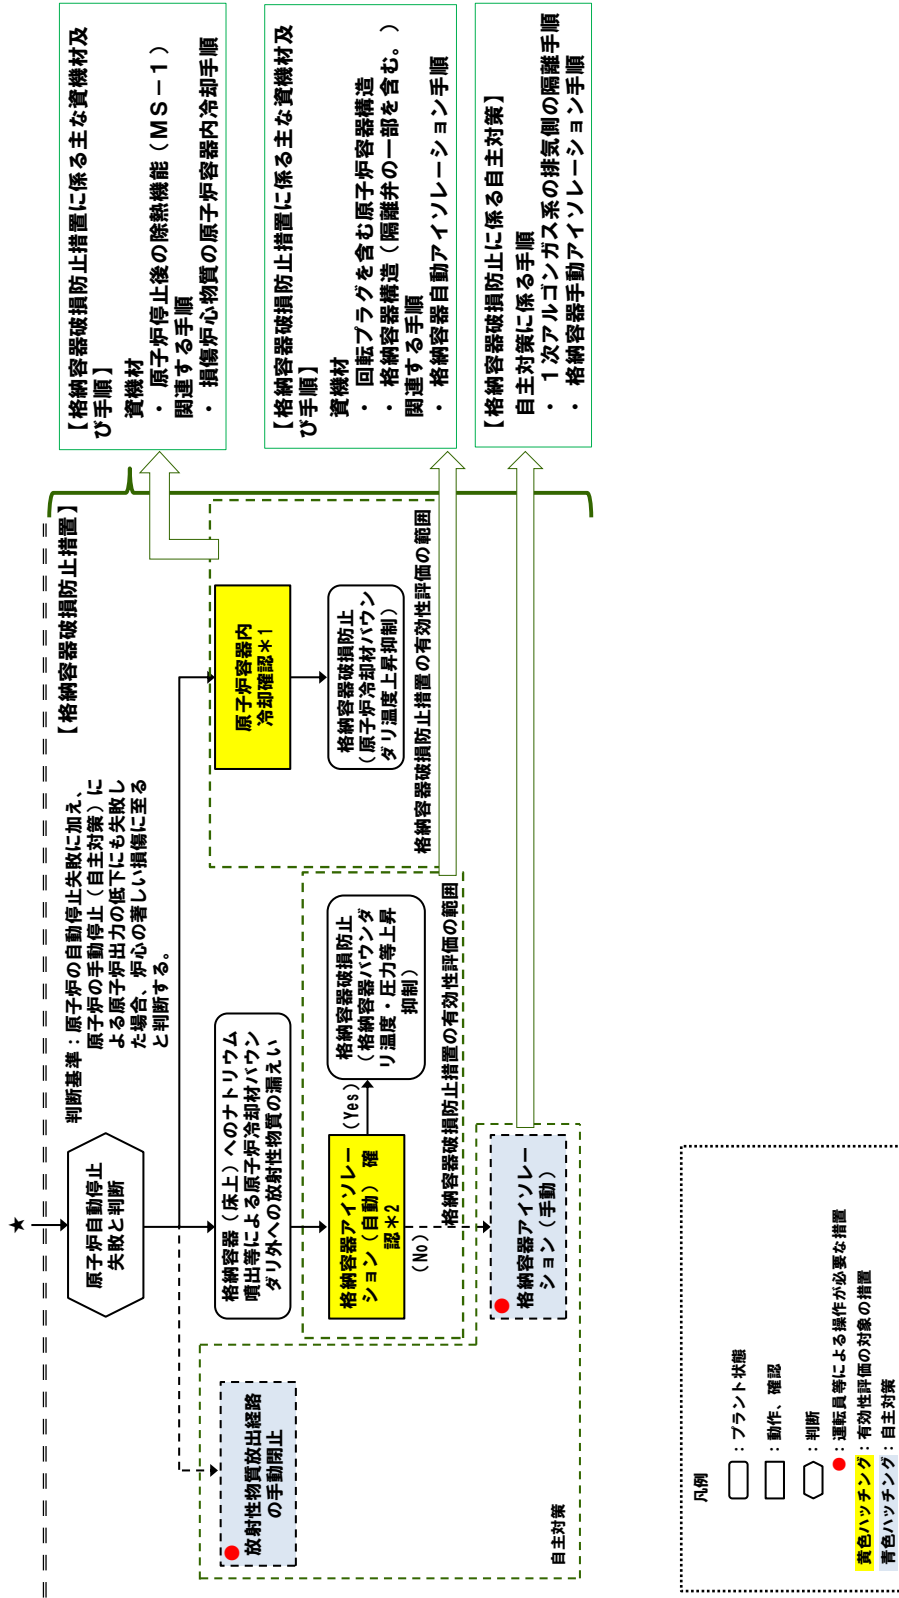 ★
【格納容器破損防止措置】
原子炉自動停止
失敗と判断
判断基準：原子炉の自動停止失敗に加え、
原子炉の手動停止（自主対策）に
よる原子炉出力の低下にも失敗し
た場合、炉心の著しい損傷に至る
と判断する。
放射性物質放出経路
の手動閉止
格納容器（床上）へのナトリウム
噴出等による原子炉冷却材バウン
ダリ外への放射性物質の漏えい
原子炉容器内
冷却確認＊1
格納容器アイソレー
ション（自動） 確
認＊2
（Yes）
（No）
格納容器破損防止
（格納容器バウンダ
リ温度・圧力等上昇
抑制）
格納容器破損防止
（原子炉冷却材バウン
ダリ温度上昇抑制）
格納容器破損防止措置の有効性評価の範囲
格納容器破損防止措置の有効性評価の範囲
格納容器アイソレー
ション（手動）
自主対策
【格納容器破損防止措置に係る主な資機材及
び手順】
資機材
・ 原子炉停止後の除熱機能（ＭＳ－１）
関連する手順
・ 損傷炉心物質の原子炉容器内冷却手順
【格納容器破損防止措置に係る主な資機材及
び手順】
資機材
・ 回転プラグを含む原子炉容器構造
・ 格納容器構造（隔離弁の一部を含む。）
関連する手順
・ 格納容器自動アイソレーション手順
【格納容器破損防止に係る自主対策】
自主対策に係る手順
・ １次アルゴンガス系の排気側の隔離手順
・ 格納容器手動アイソレーション手順
凡例
：プラント状態
：動作、確認
：判断
：運転員等による操作が必要な措置
黄色ハッチング：有効性評価の対象の措置
青色ハッチング：自主対策